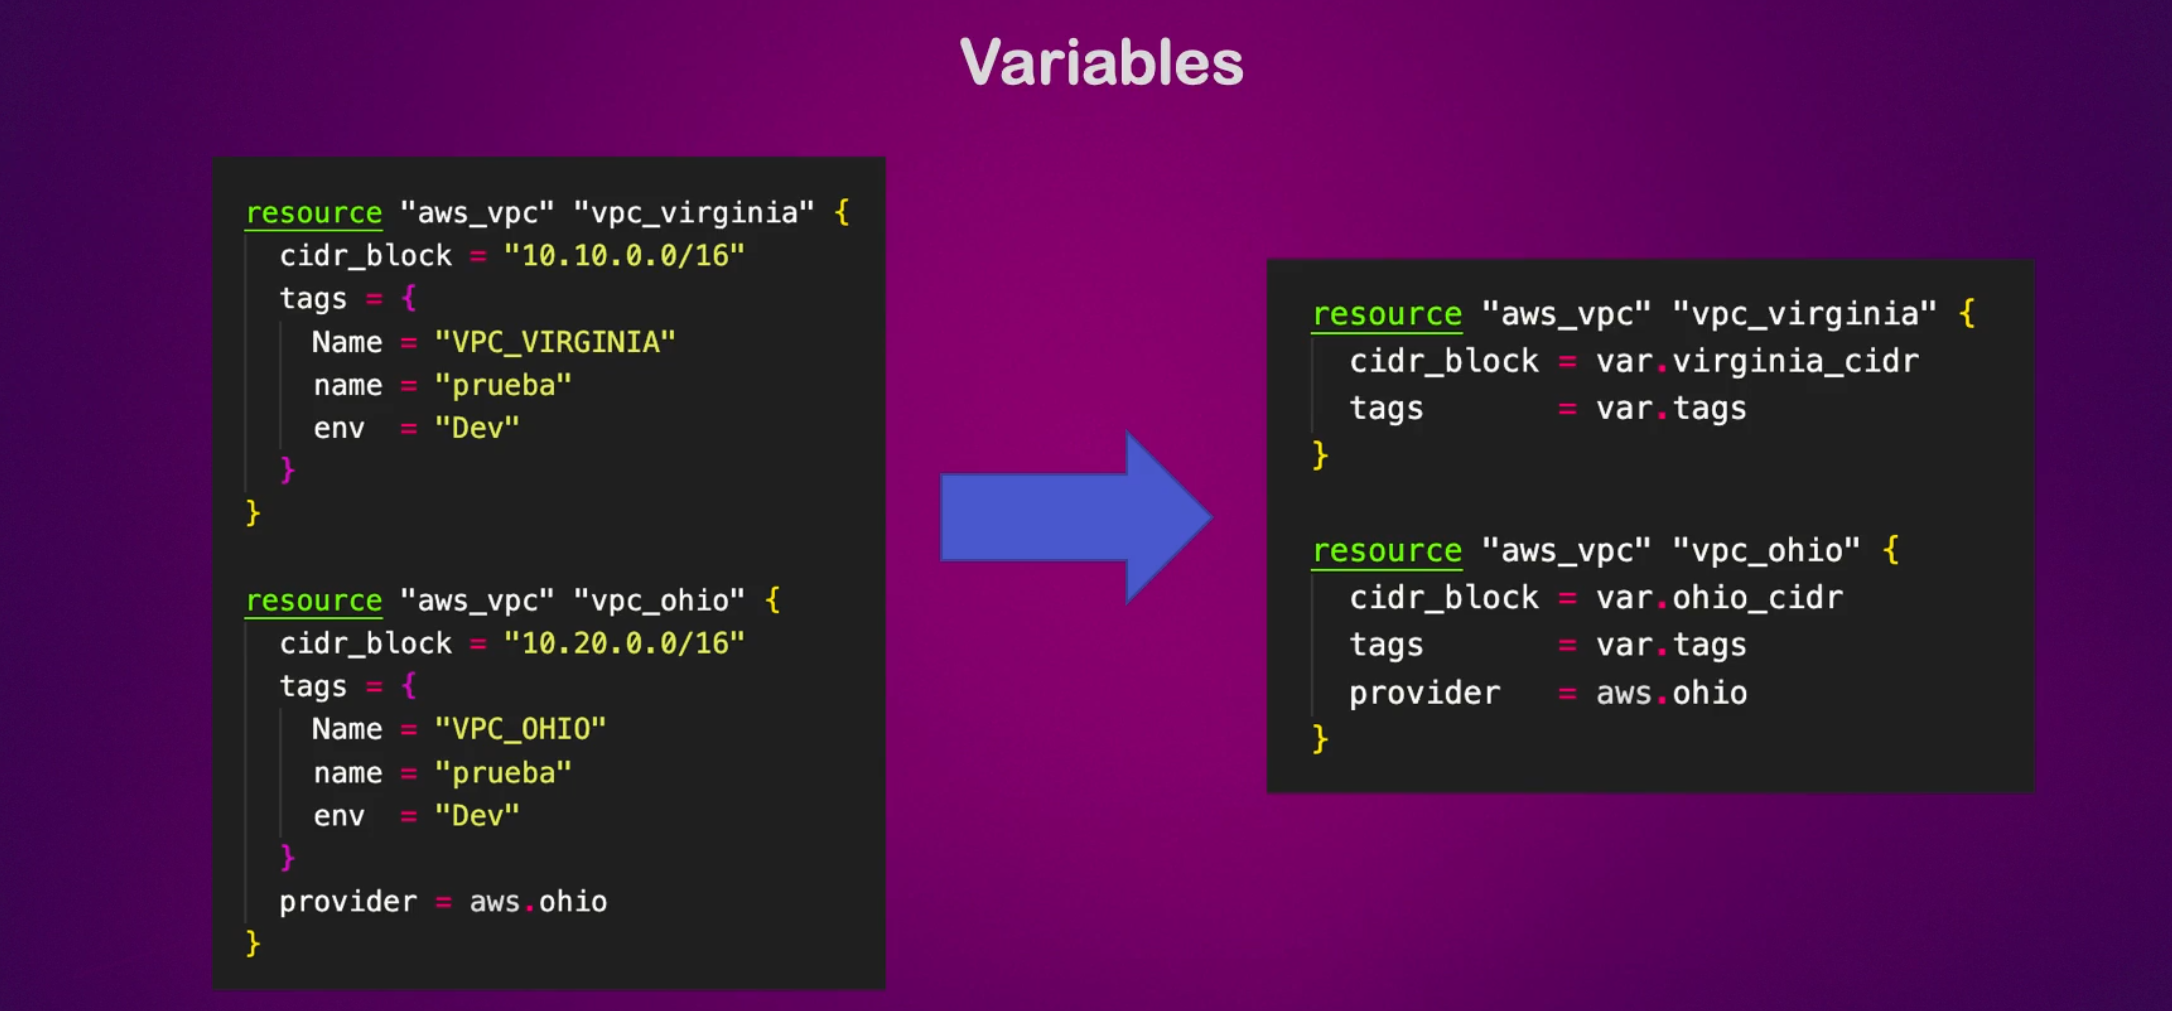 Variables
resource "aws_vpc" "vpc_virginia" {
  cidr_block = "10.10.0.0/16"
  tags = {
    Name = "VPC_VIRGINIA"
    name = "prueba"
    env  = "Dev"
  }
}
resource "aws_vpc" "vpc_ohio" {
  cidr_block = "10.20.0.0/16"
  tags = {
    Name = "VPC_OHIO"
    name = "prueba"
    env  = "Dev"
  }
  provider = aws.ohio
}
resource "aws_vpc" "vpc_virginia" {
  cidr_block = var.virginia_cidr
  tags       = var.tags
}
resource "aws_vpc" "vpc_ohio" {
  cidr_block = var.ohio_cidr
  tags       = var.tags
  provider   = aws.ohio
}